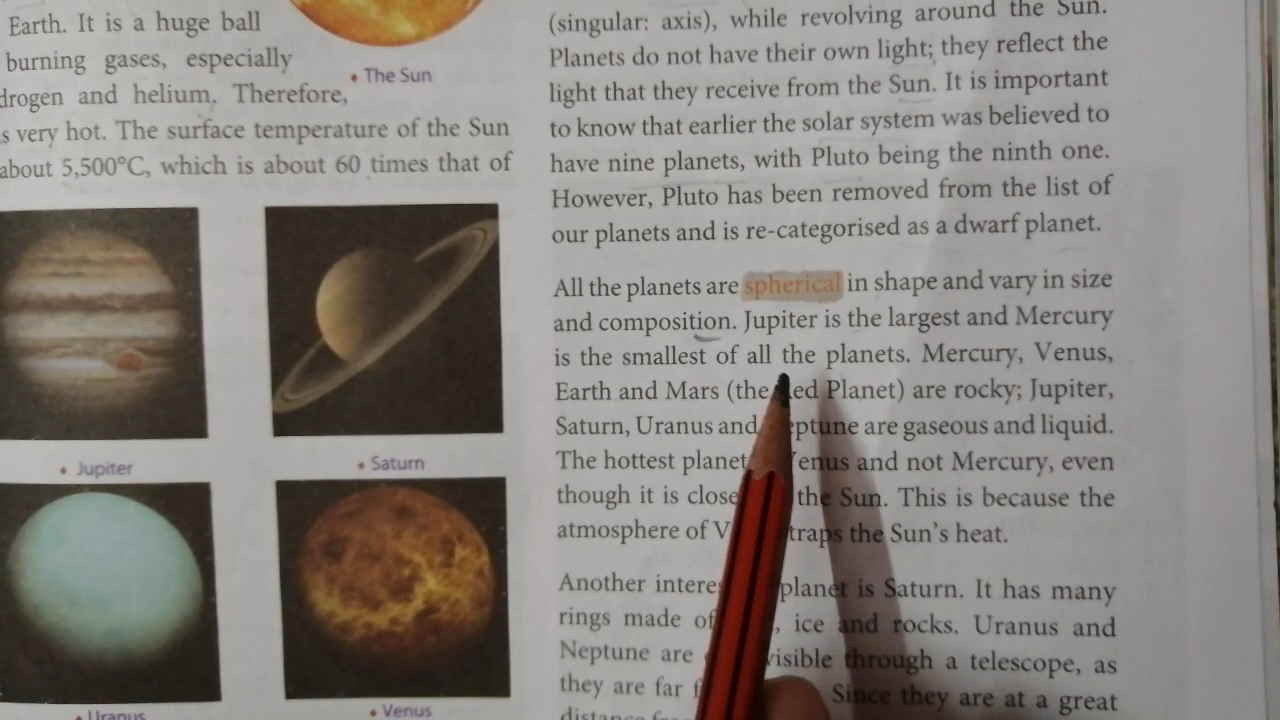 Earth. It is a huge ball
burning gases, especially
drogen and helium. Therefore,
s very hot. The surface temperature of the Sun
about 5,500°C, which is about 60 times that of
• The Sun
• Jupiter
• Saturn
• Uranus
• Venus
(singular: axis), while revolving around the Sun.
Planets do not have their own light; they reflect the
light that they receive from the Sun. It is important
to know that earlier the solar system was believed to
have nine planets, with Pluto being the ninth one.
However, Pluto has been removed from the list of
our planets and is re-categorised as a dwarf planet.
All the planets are spherical in shape and vary in size
and composition. Jupiter is the largest and Mercury
is the smallest of all the planets. Mercury, Venus,
Earth and Mars (the ed Planet) are rocky; Jupiter,
Saturn, Uranus and eptune are gaseous and liquid.
The hottest planet enus and not Mercury, even
though it is close the Sun. This is because the
atmosphere of V traps the Sun's heat.
Another intere planet is Saturn. It has many
rings made of , ice and rocks. Uranus and
Neptune are visible through a telescope, as
they are far f Since they are at a great
distance